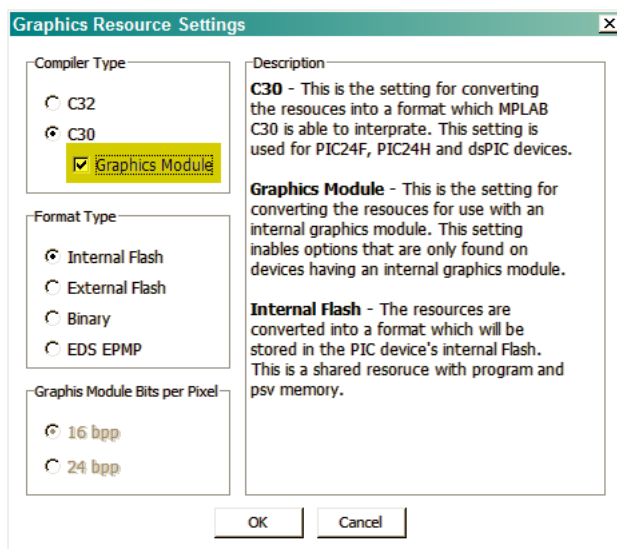 Graphics Resource Settings
Compiler Type
C32
C30
Graphics Module
Format Type
Internal Flash
External Flash
Binary
EDS EPMP
Graphis Module Bits per Pixel
16 bpp
24 bpp
Description
C30 - This is the setting for converting
the resouces into a format which MPLAB
C30 is able to interprate. This setting is
used for PIC24F, PIC24H and dsPIC devices.
Graphics Module - This is the setting for
converting the resouces for use with an
internal graphics module. This setting
inables options that are only found on
devices having an internal graphics module.
Internal Flash - The resources are
converted into a format which will be
stored in the PIC device's internal Flash.
This is a shared resoruce with program and
psv memory.
OK
Cancel